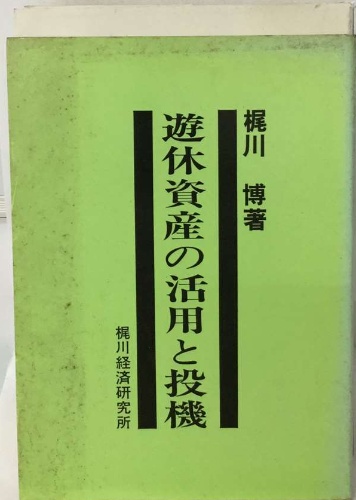 梶川 博著
遊休資産の活用と投機
梶川経済研究所